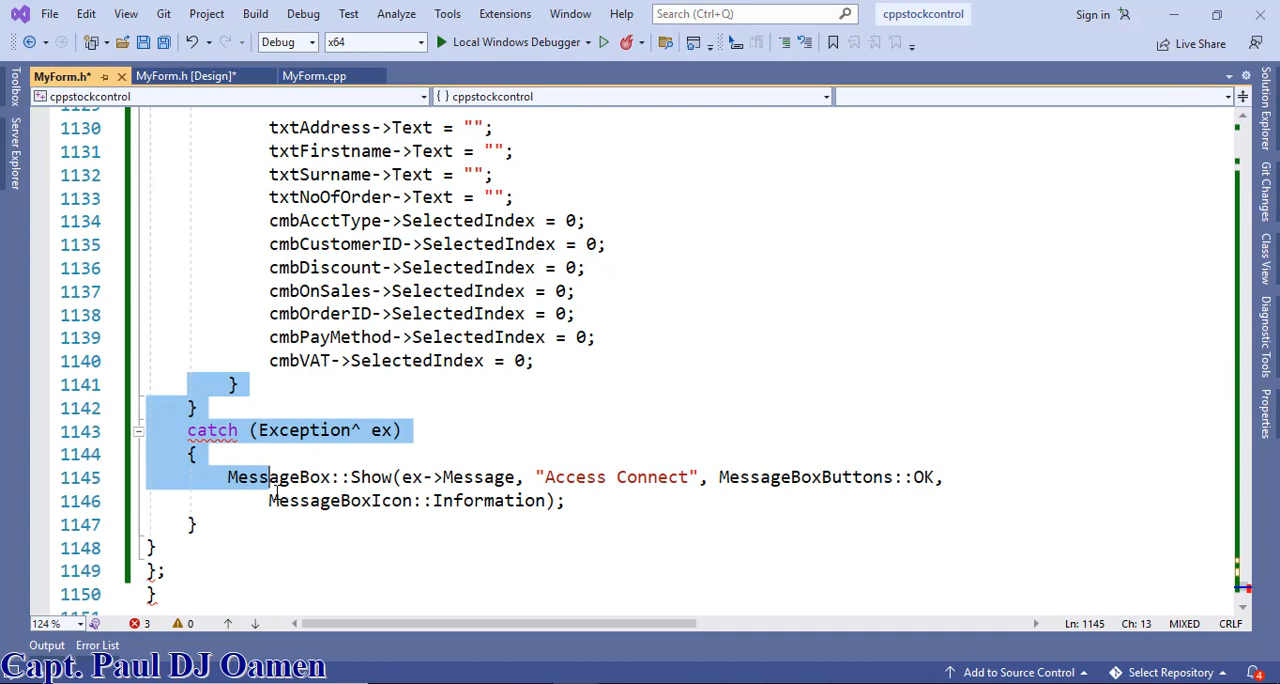 File Edit View Git Project Build Debug Test Analyze Tools Extensions Window Help Search (Ctrl+Q) cppstockcontrol Sign in
Debug x64 Local Windows Debugger Live Share
MyForm.h* MyForm.h [Design]* MyForm.cpp
cppstockcontrol { } cppstockcontrol
Toolbox
Server Explorer
Solution Explorer
Git Changes
Class View
Diagnostic Tools
Properties
1130 txtAddress->Text = "";
1131 txtFirstname->Text = "";
1132 txtSurname->Text = "";
1133 txtNoOfOrder->Text = "";
1134 cmbAcctType->SelectedIndex = 0;
1135 cmbCustomerID->SelectedIndex = 0;
1136 cmbDiscount->SelectedIndex = 0;
1137 cmbOnSales->SelectedIndex = 0;
1138 cmbOrderID->SelectedIndex = 0;
1139 cmbPayMethod->SelectedIndex = 0;
1140 cmbVAT->SelectedIndex = 0;
1141 }
1142 }
1143 catch (Exception^ ex)
1144 {
1145 MessageBox::Show(ex->Message, "Access Connect", MessageBoxButtons::OK,
1146 MessageBoxIcon::Information);
1147 }
1148 }
1149 };
1150 }
124 % 3 0 Ln: 1145 Ch: 13 MIXED CRLF
Output Error List
Capt. Paul DJ Oamen
Add to Source Control Select Repository 4